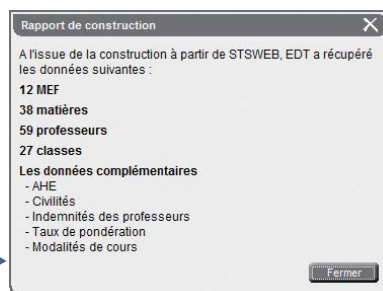 Rapport de construction
A l'issue de la construction à partir de STSWEB, EDT a récupéré
les données suivantes :
12 MEF
38 matières
59 professeurs
27 classes
Les données complémentaires
- AHE
- Civilités
- Indemnités des professeurs
- Taux de pondération
- Modalités de cours
Fermer